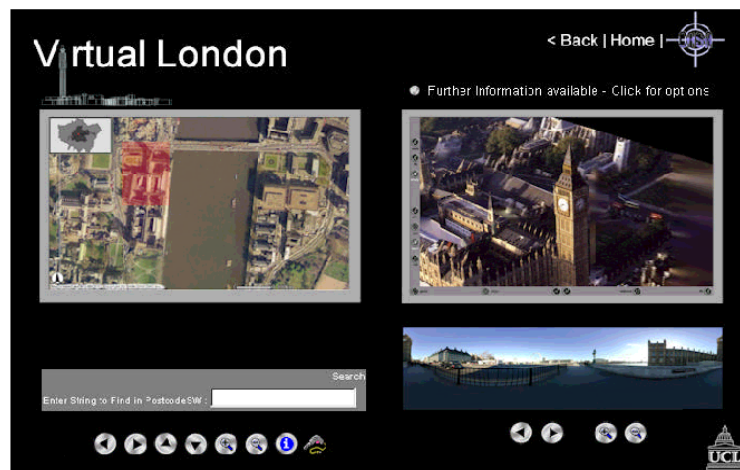 Virtual London
< Back | Home |
Further Information available - Click for options
Search
Enter String to Find in PostcodeSW :
UCL